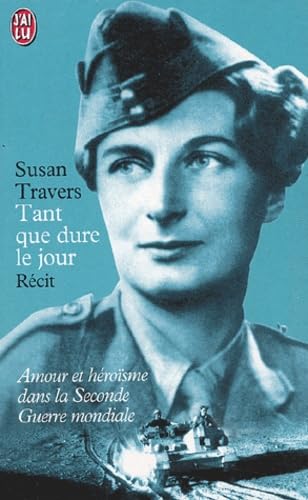 J'AI
LU
Susan
Travers
Tant
que dure
le jour
Récit
Amour et héroïsme
dans la Seconde
Guerre mondiale